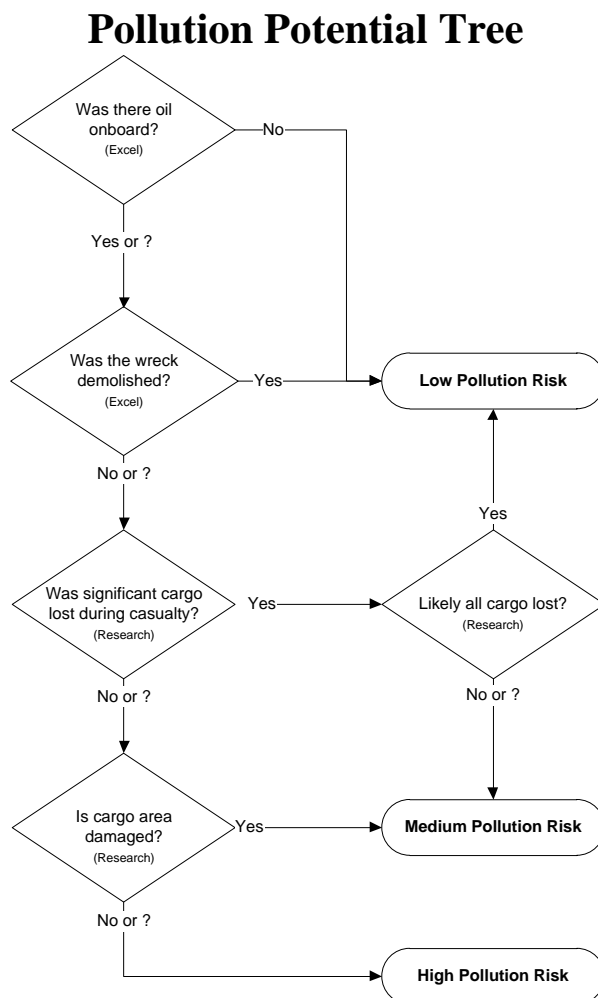 Pollution Potential Tree
Was there oil
onboard?
(Excel)
No
Yes or ?
Was the wreck
demolished?
(Excel)
Yes
Low Pollution Risk
No or ?
Yes
Was significant cargo
lost during casualty?
(Research)
Yes
Likely all cargo lost?
(Research)
No or ?
No or ?
Is cargo area
damaged?
(Research)
Yes
Medium Pollution Risk
No or ?
High Pollution Risk